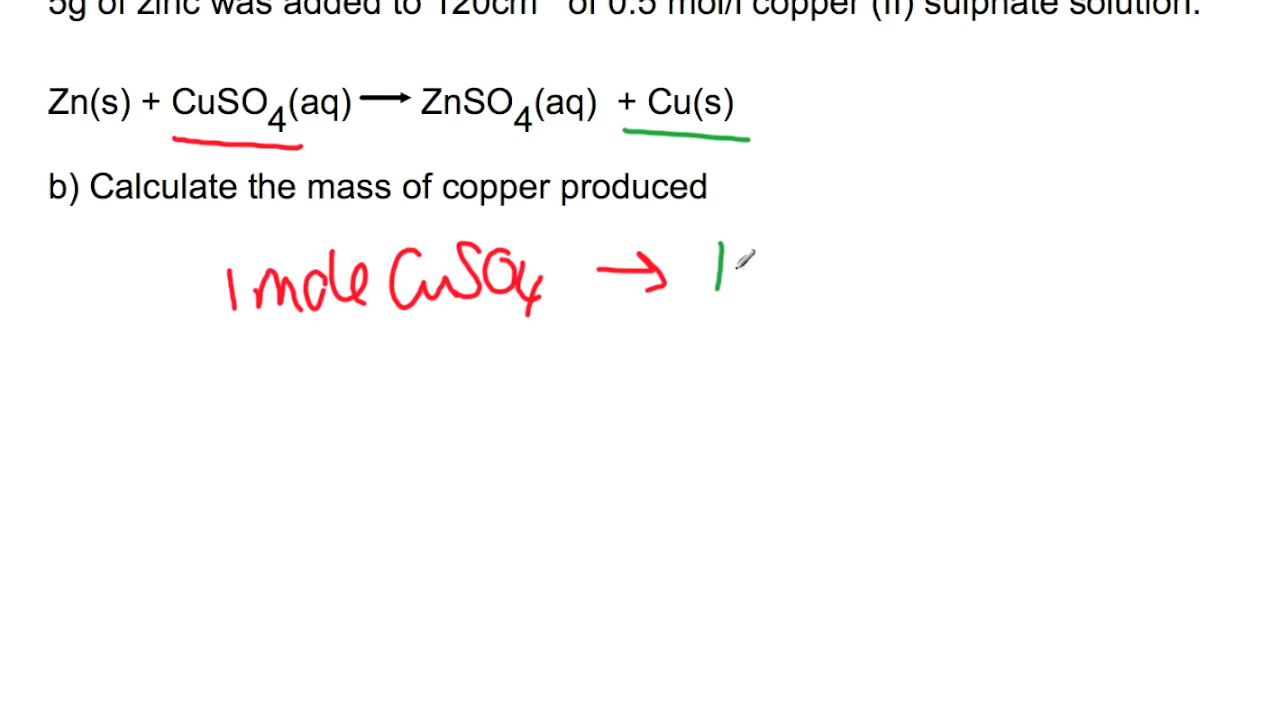 5g of zinc was added to 120cm of 0.5 mol/l copper (II) sulphate solution.
Zn(s) + CuSO4(aq) → ZnSO4(aq) + Cu(s)
b) Calculate the mass of copper produced
1 mole CuSO4 → 1